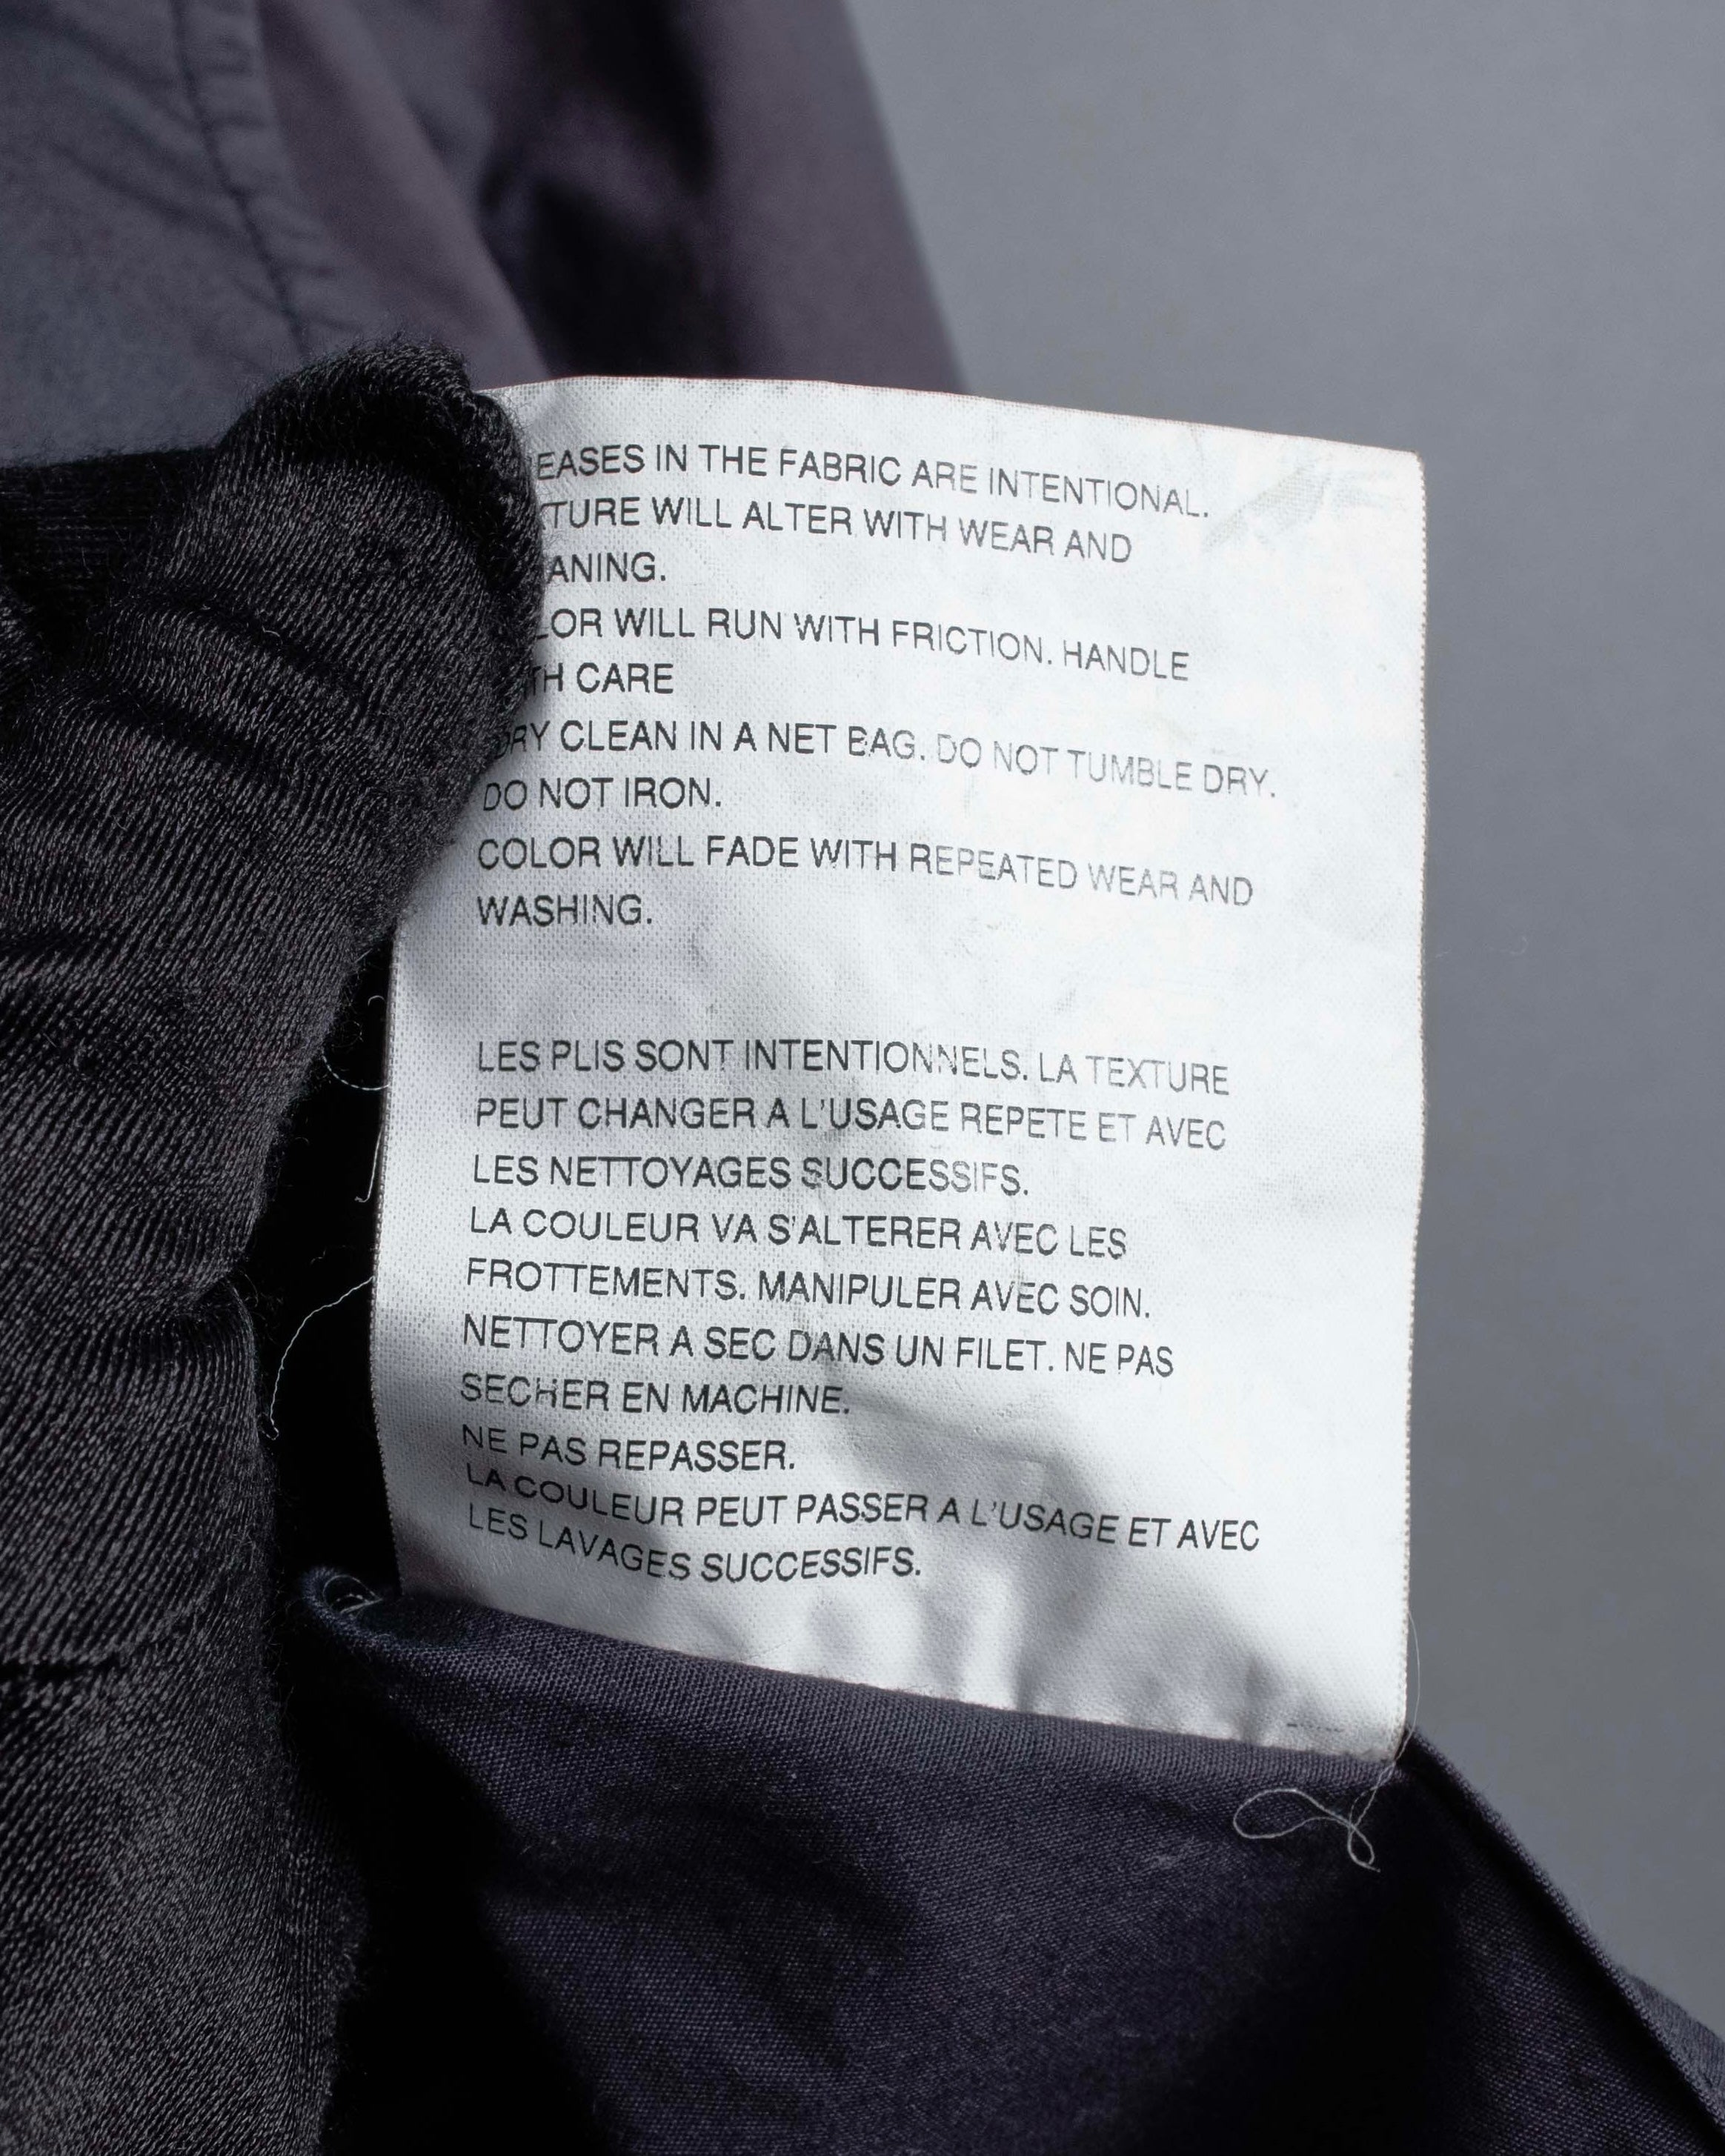 EASES IN THE FABRIC ARE INTENTIONAL.
TURE WILL ALTER WITH WEAR AND
ANING.
LOR WILL RUN WITH FRICTION. HANDLE
TH CARE
DRY CLEAN IN A NET BAG. DO NOT TUMBLE DRY.
DO NOT IRON.
COLOR WILL FADE WITH REPEATED WEAR AND
WASHING.
LES PLIS SONT INTENTIONNELS. LA TEXTURE
PEUT CHANGER A L'USAGE REPETE ET AVEC
LES NETTOYAGES SUCCESSIFS.
LA COULEUR VA S'ALTERER AVEC LES
FROTTEMENTS. MANIPULER AVEC SOIN.
NETTOYER A SEC DANS UN FILET. NE PAS
SECHER EN MACHINE.
NE PAS REPASSER.
LA COULEUR PEUT PASSER A L'USAGE ET AVEC
LES LAVAGES SUCCESSIFS.